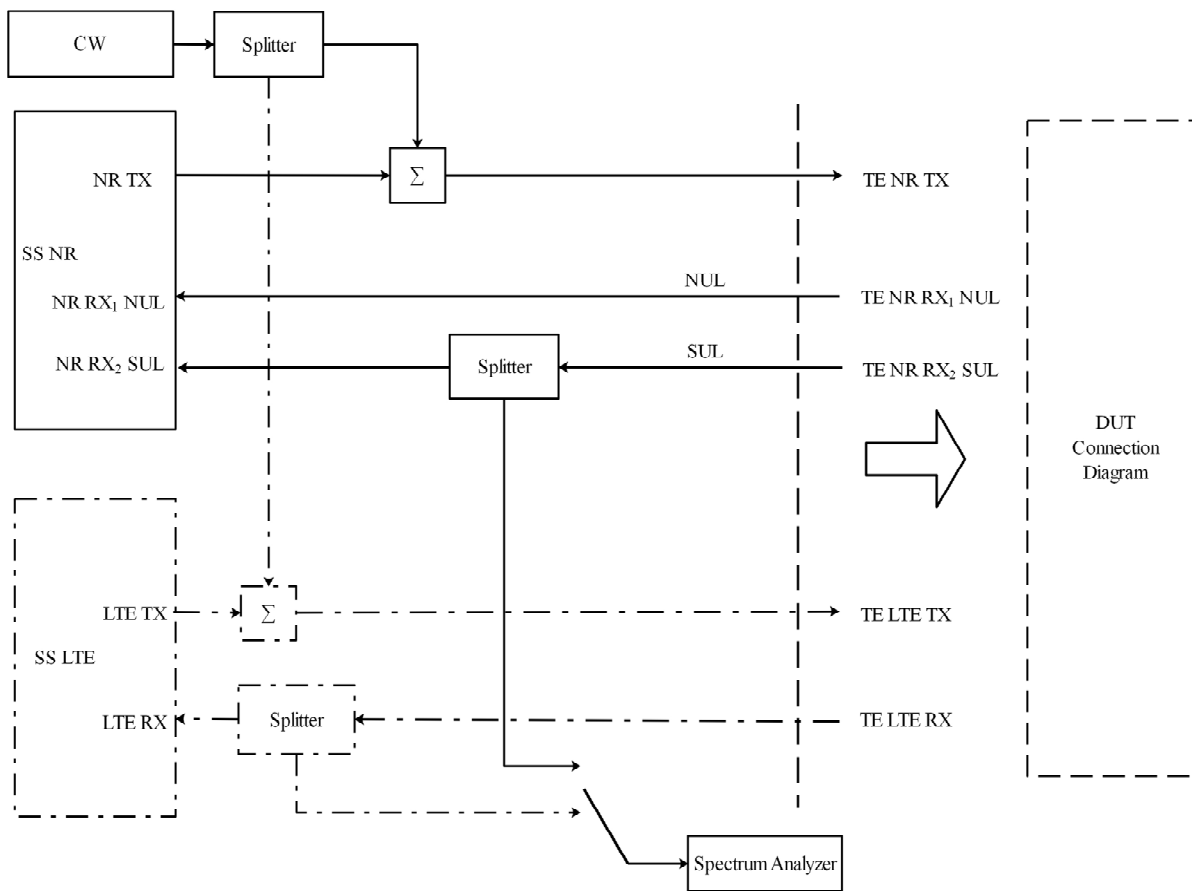 CW
Splitter
NR TX
∑
TE NR TX
SS NR
NUL
NR RX₁ NUL
TE NR RX₁ NUL
SUL
NR RX₂ SUL
Splitter
TE NR RX₂ SUL
DUT
Connection
Diagram
LTE TX
∑
TE LTE TX
SS LTE
LTE RX
Splitter
TE LTE RX
Spectrum Analyzer